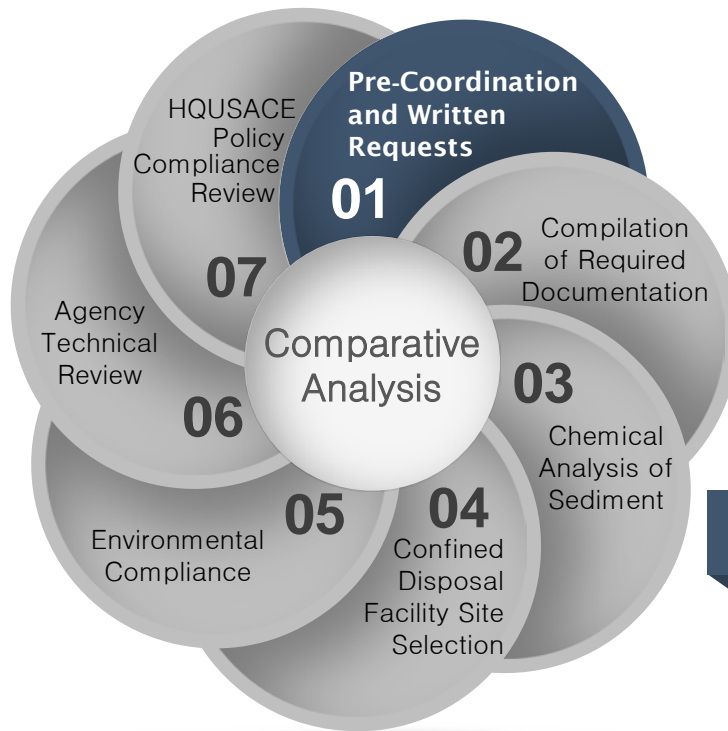 Pre-Coordination
and Written
Requests
01
02
Compilation
of Required
Documentation
03
Chemical
Analysis of
Sediment
04
Confined
Disposal
Facility Site
Selection
05
Environmental
Compliance
06
Agency
Technical
Review
07
HQUSACE
Policy
Compliance
Review
Comparative
Analysis